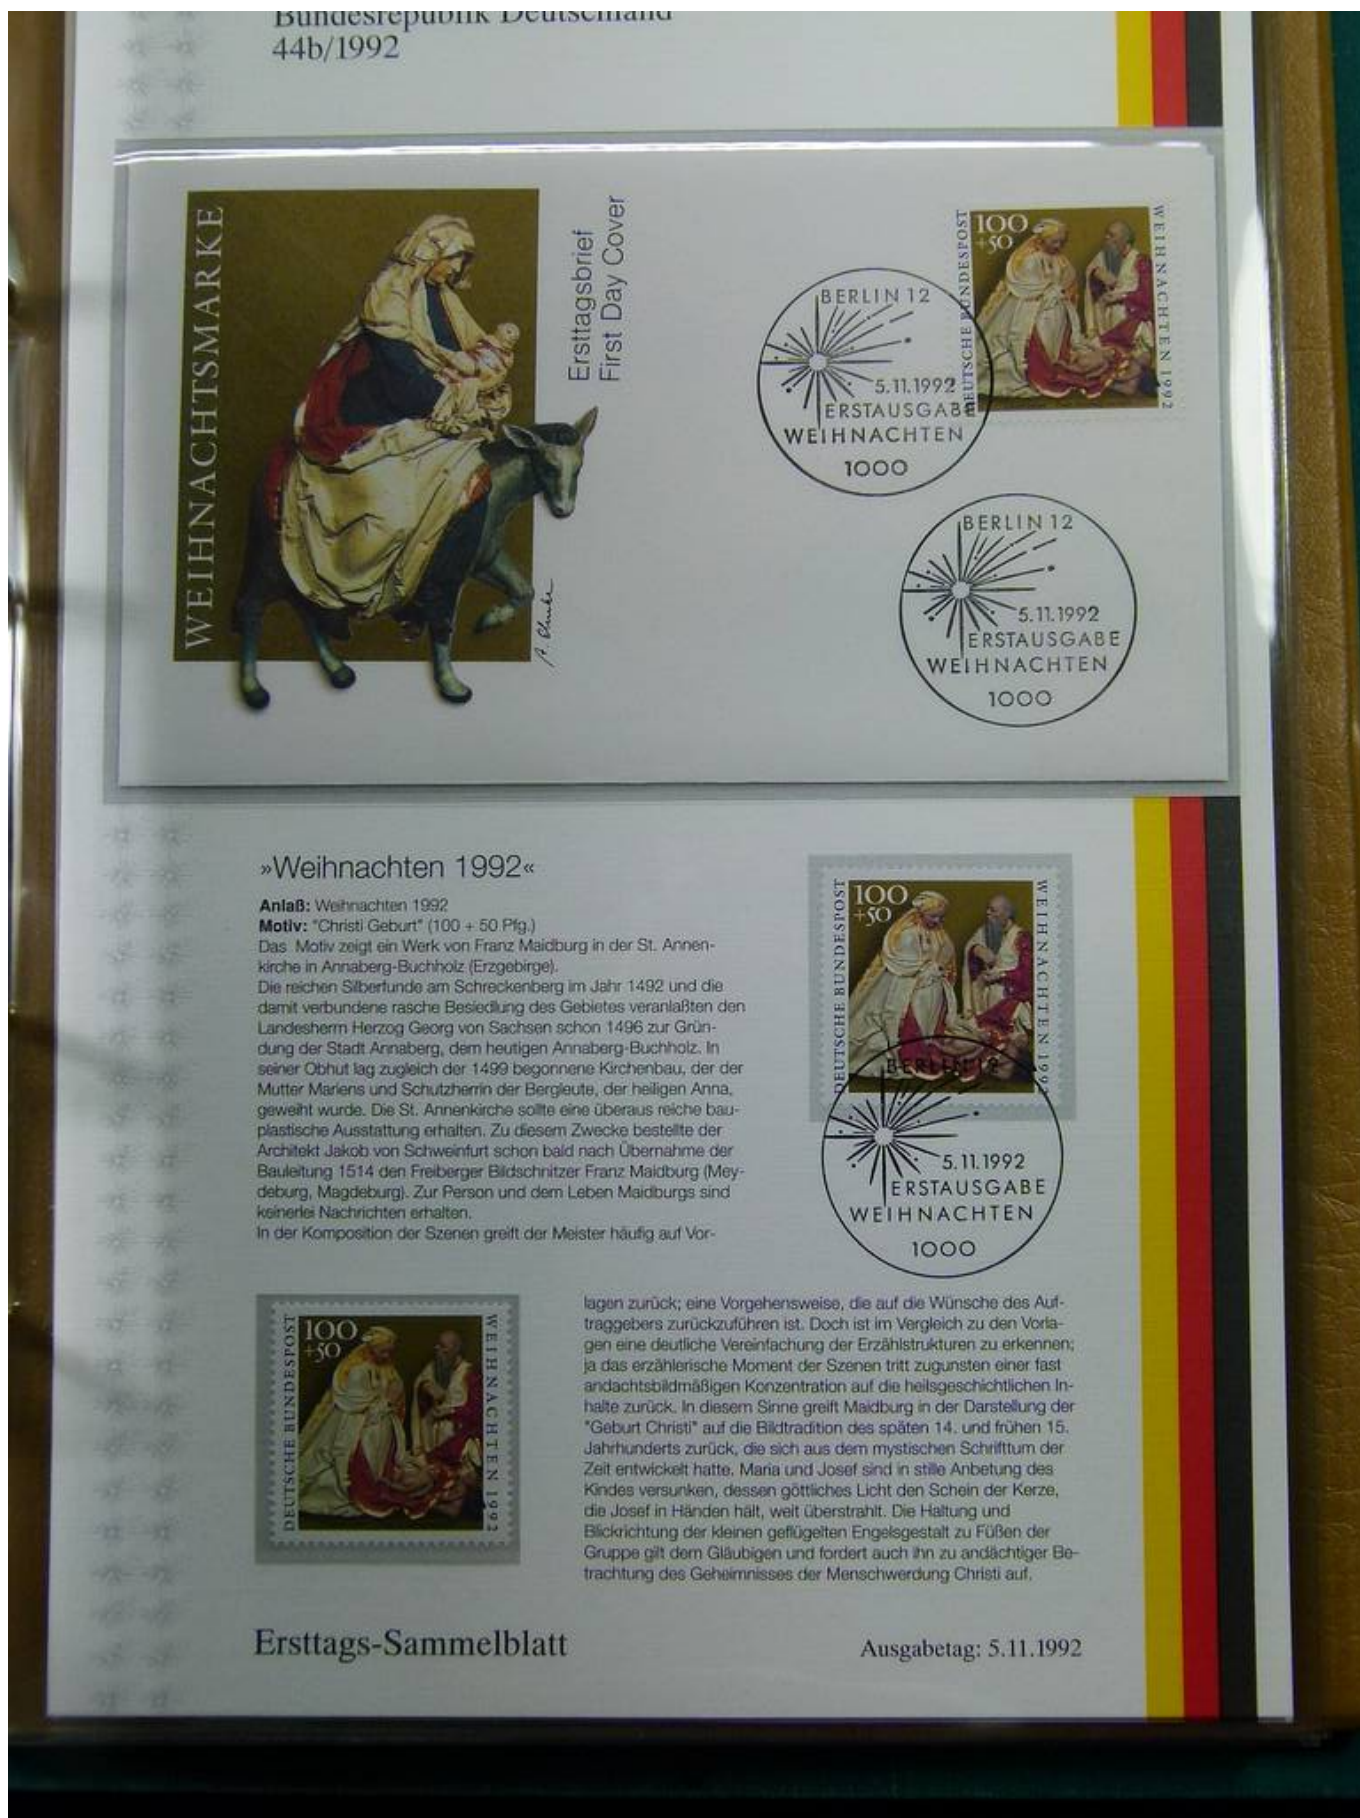 Bundesrepublik Deutschland
44b/1992
WEIHNACHTSMARKE
Ersttagsbrief
First Day Cover
100
+50
DEUTSCHE BUNDESPOST
WEIHNACHTEN 1992
BERLIN 12
5.11.1992
ERSTAUSGABE
WEIHNACHTEN
1000
BERLIN 12
5.11.1992
ERSTAUSGABE
WEIHNACHTEN
1000
»Weihnachten 1992«
Anlaß: Weihnachten 1992
Motiv: "Christi Geburt" (100 + 50 Pfg.)
Das Motiv zeigt ein Werk von Franz Maidburg in der St. Annen-
kirche in Annaberg-Buchholz (Erzgebirge).
Die reichen Silberfunde am Schreckenberg im Jahr 1492 und die
damit verbundene rasche Besiedlung des Gebietes veranlaßten den
Landesherrn Herzog Georg von Sachsen schon 1496 zur Grün-
dung der Stadt Annaberg, dem heutigen Annaberg-Buchholz. In
seiner Obhut lag zugleich der 1499 begonnene Kirchenbau, der der
Mutter Mariens und Schutzherrin der Bergleute, der heiligen Anna,
geweiht wurde. Die St. Annenkirche sollte eine überaus reiche bau-
plastische Ausstattung erhalten. Zu diesem Zwecke bestellte der
Architekt Jakob von Schweinfurt schon bald nach Übernahme der
Bauleitung 1514 den Freiberger Bildschnitzer Franz Maidburg (Mey-
deburg, Magdeburg). Zur Person und dem Leben Maidburgs sind
keinerlei Nachrichten erhalten.
In der Komposition der Szenen greift der Meister häufig auf Vor-
100
+50
DEUTSCHE BUNDESPOST
WEIHNACHTEN 1992
BERLIN 12
5.11.1992
ERSTAUSGABE
WEIHNACHTEN
1000
100
+50
DEUTSCHE BUNDESPOST
WEIHNACHTEN 1992
lagen zurück; eine Vorgehensweise, die auf die Wünsche des Auf-
traggebers zurückzuführen ist. Doch ist im Vergleich zu den Vorla-
gen eine deutliche Vereinfachung der Erzählstrukturen zu erkennen;
ja das erzählerische Moment der Szenen tritt zugunsten einer fast
andachtsbildmäßigen Konzentration auf die heilsgeschichtlichen In-
halte zurück. In diesem Sinne greift Maidburg in der Darstellung der
"Geburt Christi" auf die Bildtradition des späten 14. und frühen 15.
Jahrhunderts zurück, die sich aus dem mystischen Schrifttum der
Zeit entwickelt hatte. Maria und Josef sind in stille Anbetung des
Kindes versunken, dessen göttliches Licht den Schein der Kerze,
die Josef in Händen hält, weit überstrahlt. Die Haltung und
Blickrichtung der kleinen geflügelten Engelsgestalt zu Füßen der
Gruppe gilt dem Gläubigen und fordert auch ihn zu andächtiger Be-
trachtung des Geheimnisses der Menschwerdung Christi auf.
Ersttags-Sammelblatt
Ausgabetag: 5.11.1992